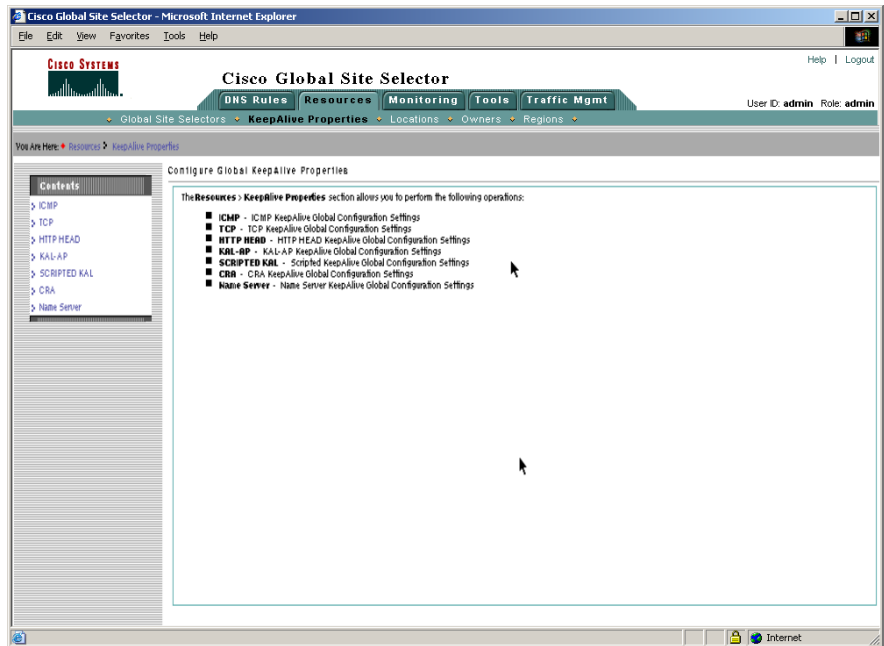 Cisco Global Site Selector - Microsoft Internet Explorer
File Edit View Favorites Tools Help
Cisco Systems
Help | Logout
Cisco Global Site Selector
DNS Rules Resources Monitoring Tools Traffic Mgmt
User ID: admin Role: admin
Global Site Selectors KeepAlive Properties Locations Owners Regions
You Are Here: Resources > KeepAlive Properties
Configure Global KeepAlive Properties
Contents
> ICMP
> TCP
> HTTP HEAD
> KAL-AP
> SCRIPTED KAL
> CRA
> Name Server
The Resources > KeepAlive Properties section allows you to perform the following operations:
ICMP - ICMP KeepAlive Global Configuration Settings
TCP - TCP KeepAlive Global Configuration Settings
HTTP HEAD - HTTP HEAD KeepAlive Global Configuration Settings
KAL-AP - KAL-AP KeepAlive Global Configuration Settings
SCRIPTED KAL - Scripted KeepAlive Global Configuration Settings
CRA - CRA KeepAlive Global Configuration Settings
Name Server - Name Server KeepAlive Global Configuration Settings
Internet